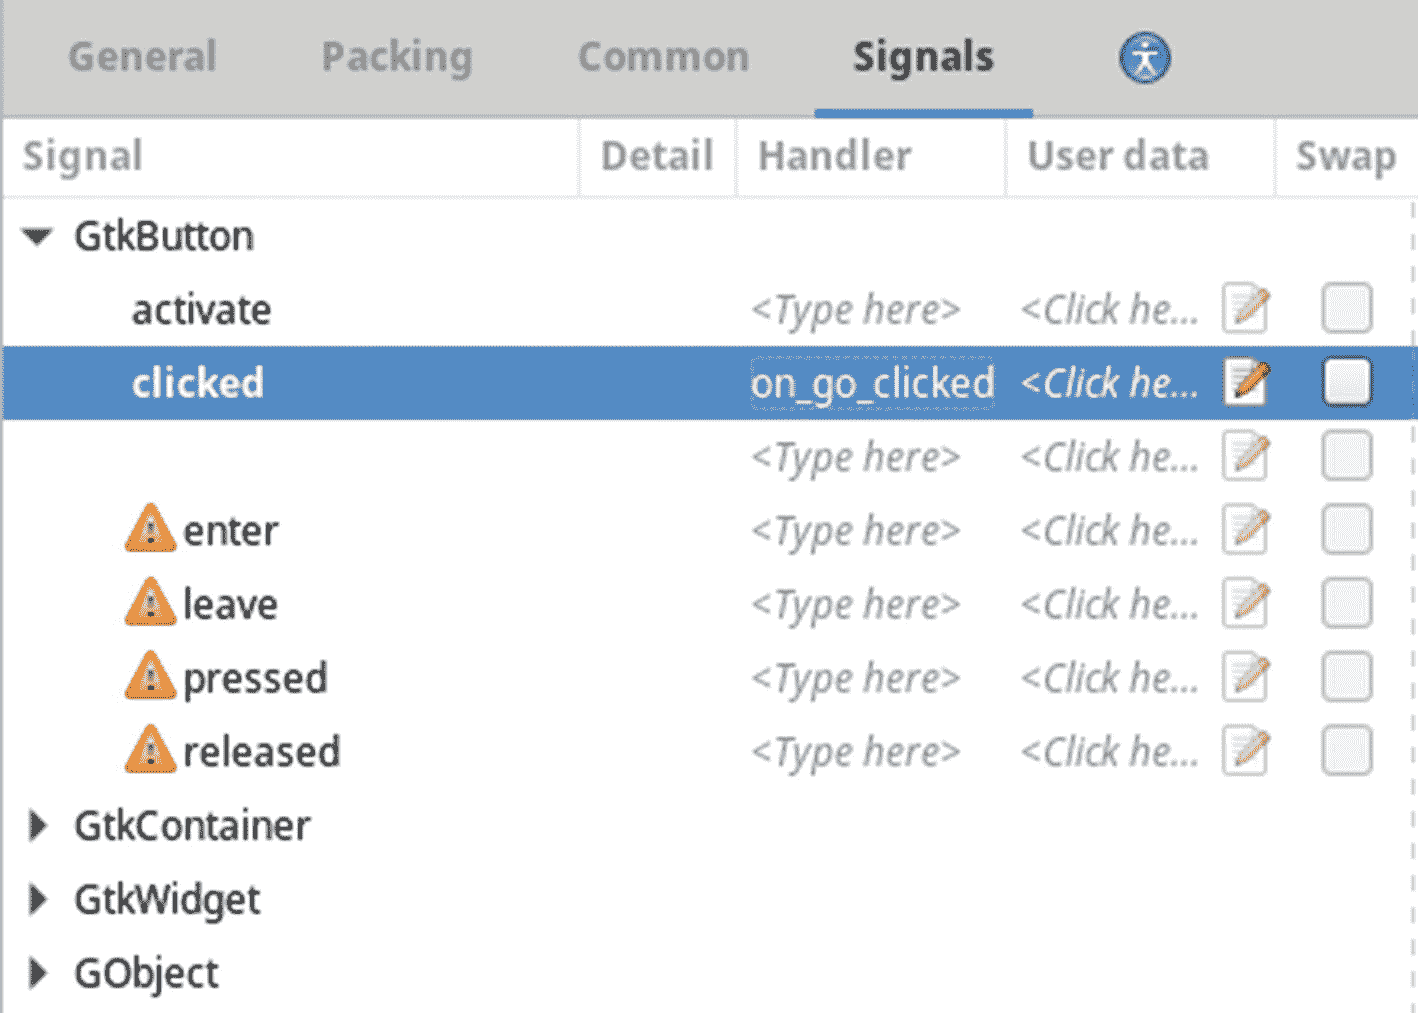 General Packing Common Signals
Signal Detail Handler User data Swap
GtkButton
activate <Type here> <Click he...
clicked on_go_clicked <Click he...
<Type here> <Click he...
enter <Type here> <Click he...
leave <Type here> <Click he...
pressed <Type here> <Click he...
released <Type here> <Click he...
GtkContainer
GtkWidget
GObject